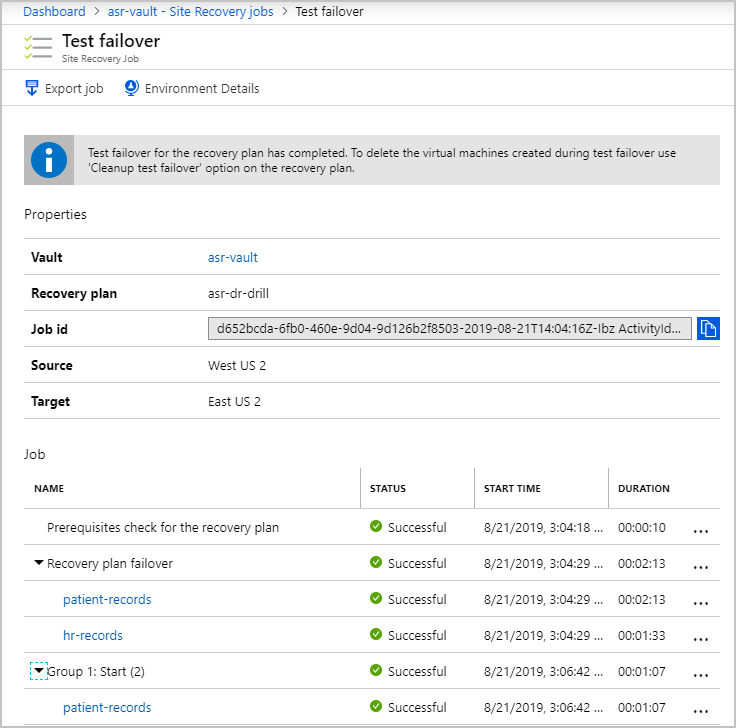 Dashboard > asr-vault - Site Recovery jobs > Test failover
Test failover
Site Recovery Job
Export job Environment Details
Test failover for the recovery plan has completed. To delete the virtual machines created during test failover use
'Cleanup test failover' option on the recovery plan.
Properties
Vault asr-vault
Recovery plan asr-dr-drill
Job id d652bcda-6fb0-460e-9d04-9d126b2f8503-2019-08-21T14:04:16Z-Ibz ActivityId...
Source West US 2
Target East US 2
Job
NAME STATUS START TIME DURATION
Prerequisites check for the recovery plan Successful 8/21/2019, 3:04:18 ... 00:00:10 ...
Recovery plan failover Successful 8/21/2019, 3:04:29 ... 00:02:13 ...
patient-records Successful 8/21/2019, 3:04:29 ... 00:02:13 ...
hr-records Successful 8/21/2019, 3:04:29 ... 00:01:33 ...
Group 1: Start (2) Successful 8/21/2019, 3:06:42 ... 00:01:07 ...
patient-records Successful 8/21/2019, 3:06:42 ... 00:01:07 ...